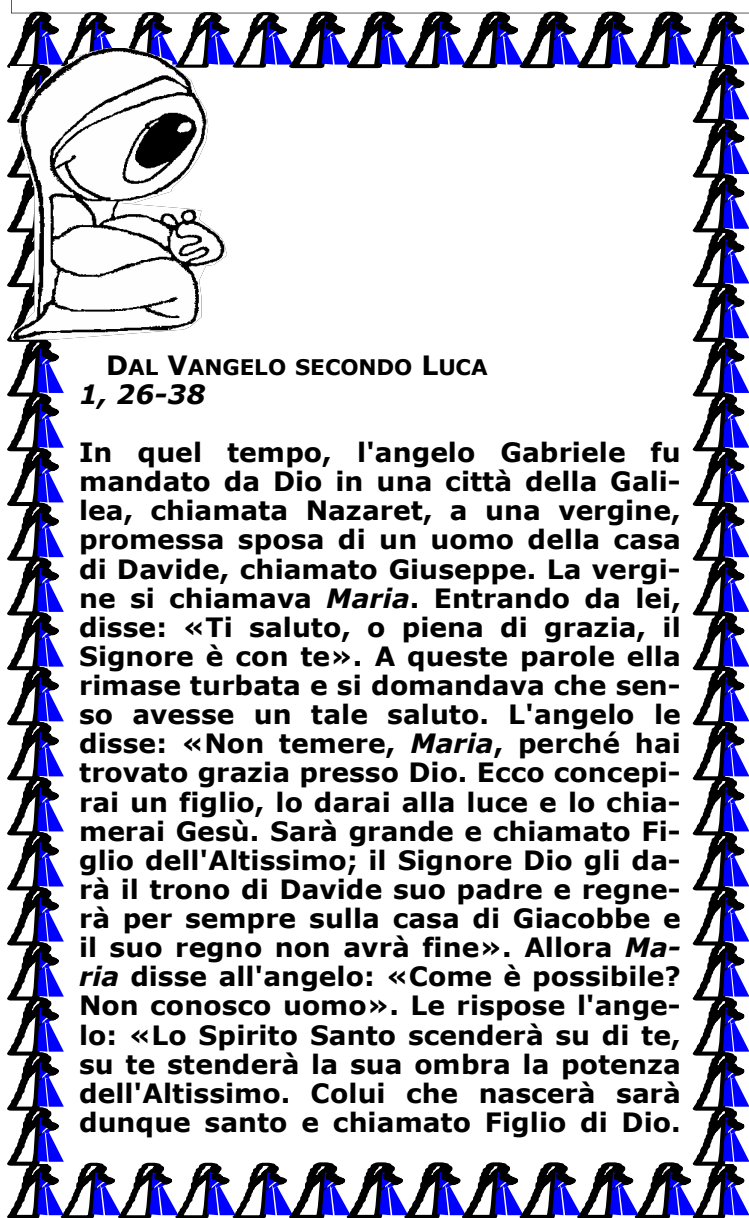 DAL VANGELO SECONDO LUCA
1, 26-38
In quel tempo, l'angelo Gabriele fu
mandato da Dio in una città della Gali-
lea, chiamata Nazaret, a una vergine,
promessa sposa di un uomo della casa
di Davide, chiamato Giuseppe. La vergi-
ne si chiamava Maria. Entrando da lei,
disse: «Ti saluto, o piena di grazia, il
Signore è con te». A queste parole ella
rimase turbata e si domandava che sen-
so avesse un tale saluto. L'angelo le
disse: «Non temere, Maria, perché hai
trovato grazia presso Dio. Ecco concepi-
rai un figlio, lo darai alla luce e lo chia-
merai Gesù. Sarà grande e chiamato Fi-
glio dell'Altissimo; il Signore Dio gli da-
rà il trono di Davide suo padre e regne-
rà per sempre sulla casa di Giacobbe e
il suo regno non avrà fine». Allora Ma-
ria disse all'angelo: «Come è possibile?
Non conosco uomo». Le rispose l'ange-
lo: «Lo Spirito Santo scenderà su di te,
su te stenderà la sua ombra la potenza
dell'Altissimo. Colui che nascerà sarà
dunque santo e chiamato Figlio di Dio.